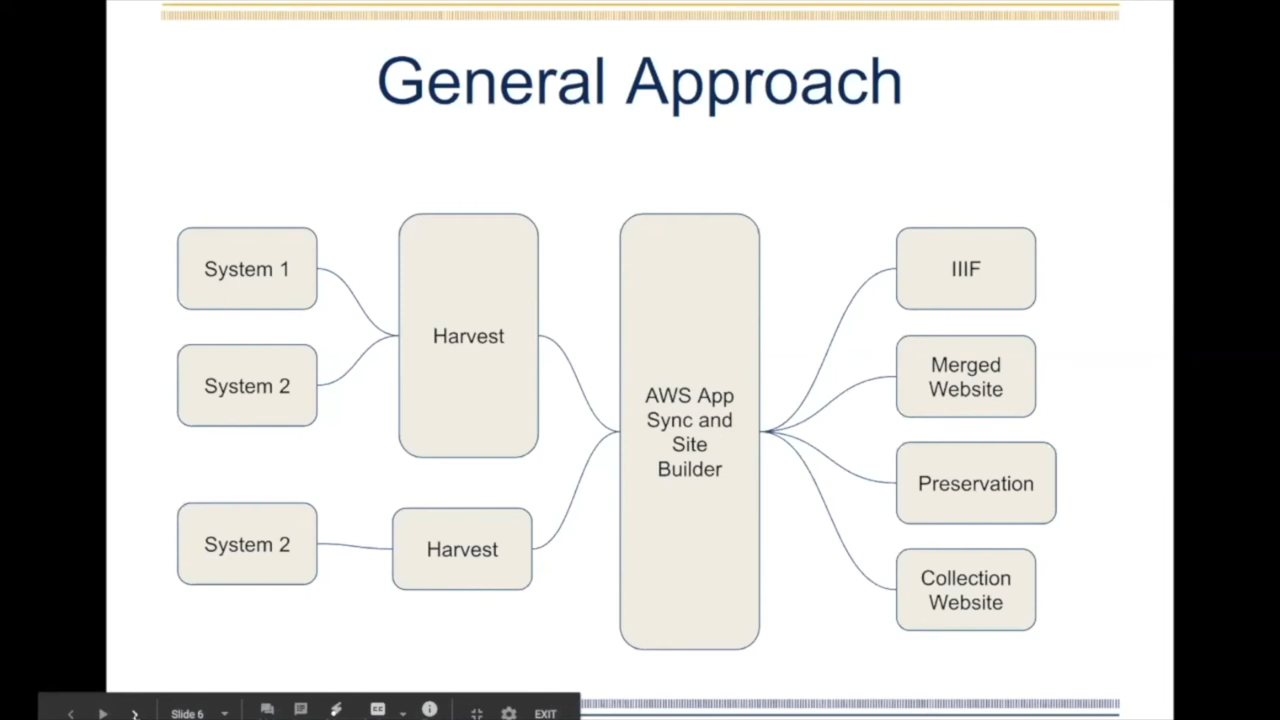 General Approach
System 1
System 2
System 2
Harvest
Harvest
AWS App
Sync and
Site
Builder
IIIF
Merged
Website
Preservation
Collection
Website
Slide 6
CC
EXIT